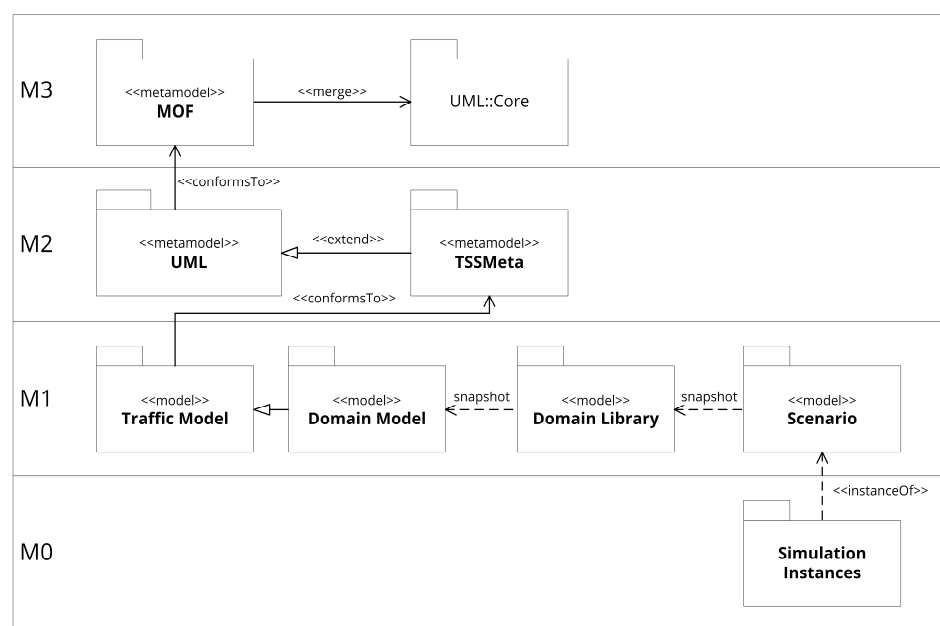 M3
<<metamodel>>
MOF
<<merge>>
UML::Core
<<conformsTo>>
M2
<<metamodel>>
UML
<<extend>>
<<metamodel>>
TSSMeta
<<conformsTo>>
M1
<<model>>
Traffic Model
<<model>>
Domain Model
snapshot
<<model>>
Domain Library
snapshot
<<model>>
Scenario
<<instanceOf>>
M0
Simulation
Instances